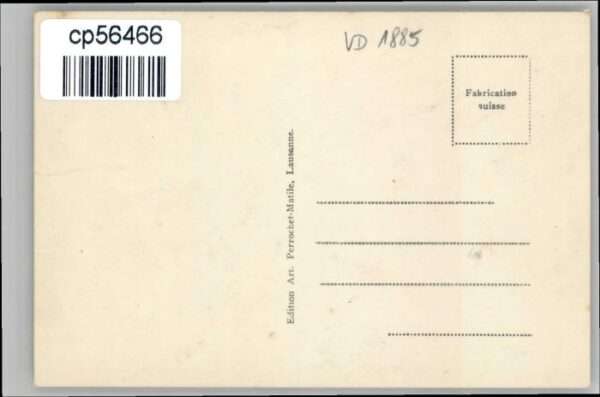 cp56466
VD 1885
Fabrication
suisse
Edition Art. Perrochet-Matile, Lausanne.